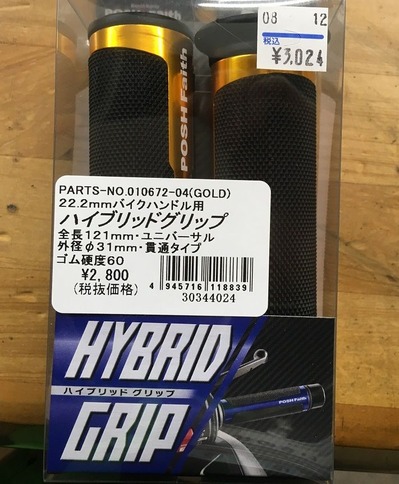 08 12
税込
¥3,024
POSH Faith
POSH Faith
POSH Faith
PARTS-NO.010672-04(GOLD)
22.2mmバイクハンドル用
ハイブリッドグリップ
全長121mm・ユニバーサル
外径φ31mm・貫通タイプ
ゴム硬度60
¥2,800
(税抜価格)
4 945716 118839
30344024
HYBRID
ハイブリッド グリップ
GRIP
POSH Faith